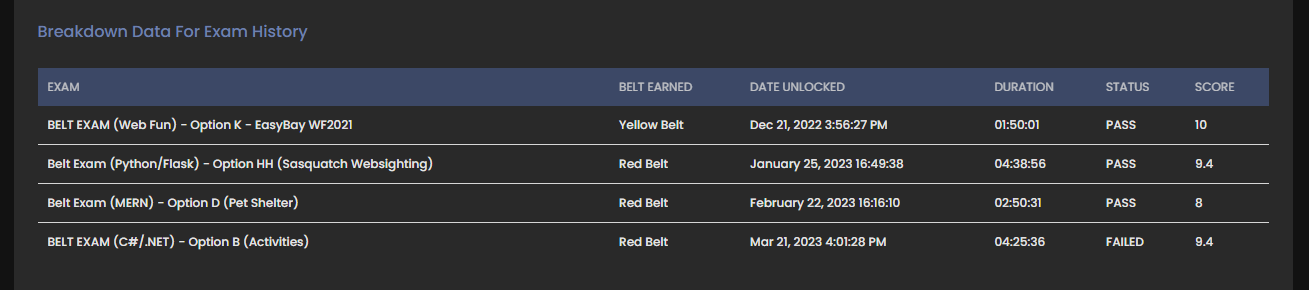 Breakdown Data For Exam History
EXAM BELT EARNED DATE UNLOCKED DURATION STATUS SCORE
BELT EXAM (Web Fun) - Option K - EasyBay WF2021 Yellow Belt Dec 21, 2022 3:56:27 PM 01:50:01 PASS 10
Belt Exam (Python/Flask) - Option HH (Sasquatch Websighting) Red Belt January 25, 2023 16:49:38 04:38:56 PASS 9.4
Belt Exam (MERN) - Option D (Pet Shelter) Red Belt February 22, 2023 16:16:10 02:50:31 PASS 8
BELT EXAM (C#/.NET) - Option B (Activities) Red Belt Mar 21, 2023 4:01:28 PM 04:25:36 FAILED 9.4